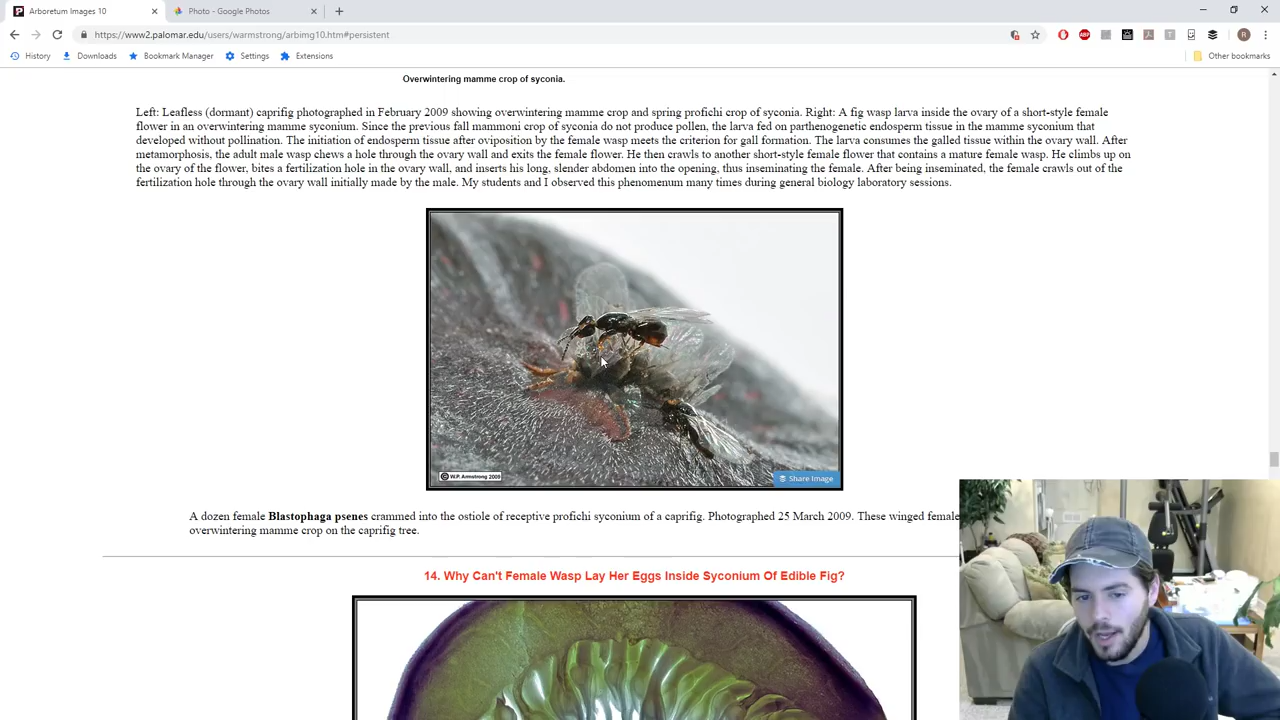 Arboretum Images 10
Photo - Google Photos
https://www2.palomar.edu/users/warmstrong/arbimg10.htm#persistent
History
Downloads
Bookmark Manager
Settings
Extensions
Other bookmarks
Overwintering mamme crop of syconia.
Left: Leafless (dormant) caprifig photographed in February 2009 showing overwintering mamme crop and spring profichi crop of syconia. Right: A fig wasp larva inside the ovary of a short-style female
flower in an overwintering mamme syconium. Since the previous fall mammoni crop of syconia do not produce pollen, the larva fed on parthenogenetic endosperm tissue in the mamme syconium that
developed without pollination. The initiation of endosperm tissue after oviposition by the female wasp meets the criterion for gall formation. The larva consumes the galled tissue within the ovary wall. After
metamorphosis, the adult male wasp chews a hole through the ovary wall and exits the female flower. He then crawls to another short-style female flower that contains a mature female wasp. He climbs up on
the ovary of the flower, bites a fertilization hole in the ovary wall, and inserts his long, slender abdomen into the opening, thus inseminating the female. After being inseminated, the female crawls out of the
fertilization hole through the ovary wall initially made by the male. My students and I observed this phenomenum many times during general biology laboratory sessions.
© W.P. Armstrong 2009
Share Image
A dozen female Blastophaga psenes crammed into the ostiole of receptive profichi syconium of a caprifig. Photographed 25 March 2009. These winged female
overwintering mamme crop on the caprifig tree.
14. Why Can't Female Wasp Lay Her Eggs Inside Syconium Of Edible Fig?